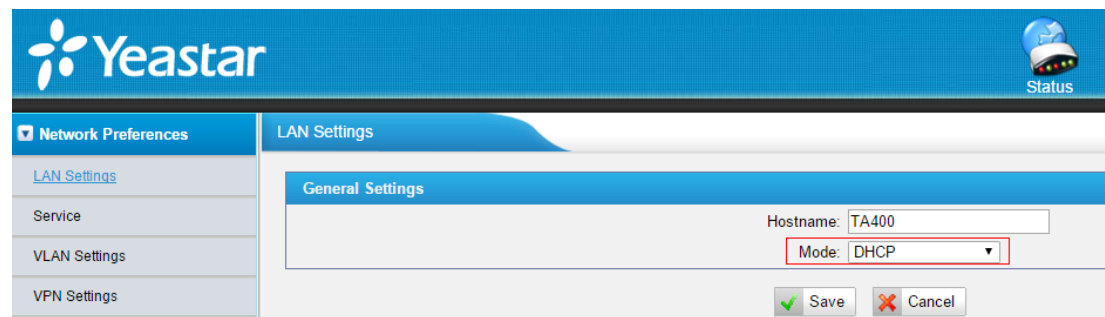 Yeastar
Status
Network Preferences
LAN Settings
LAN Settings
General Settings
Service
Hostname: TA400
VLAN Settings
Mode: DHCP
VPN Settings
Save Cancel